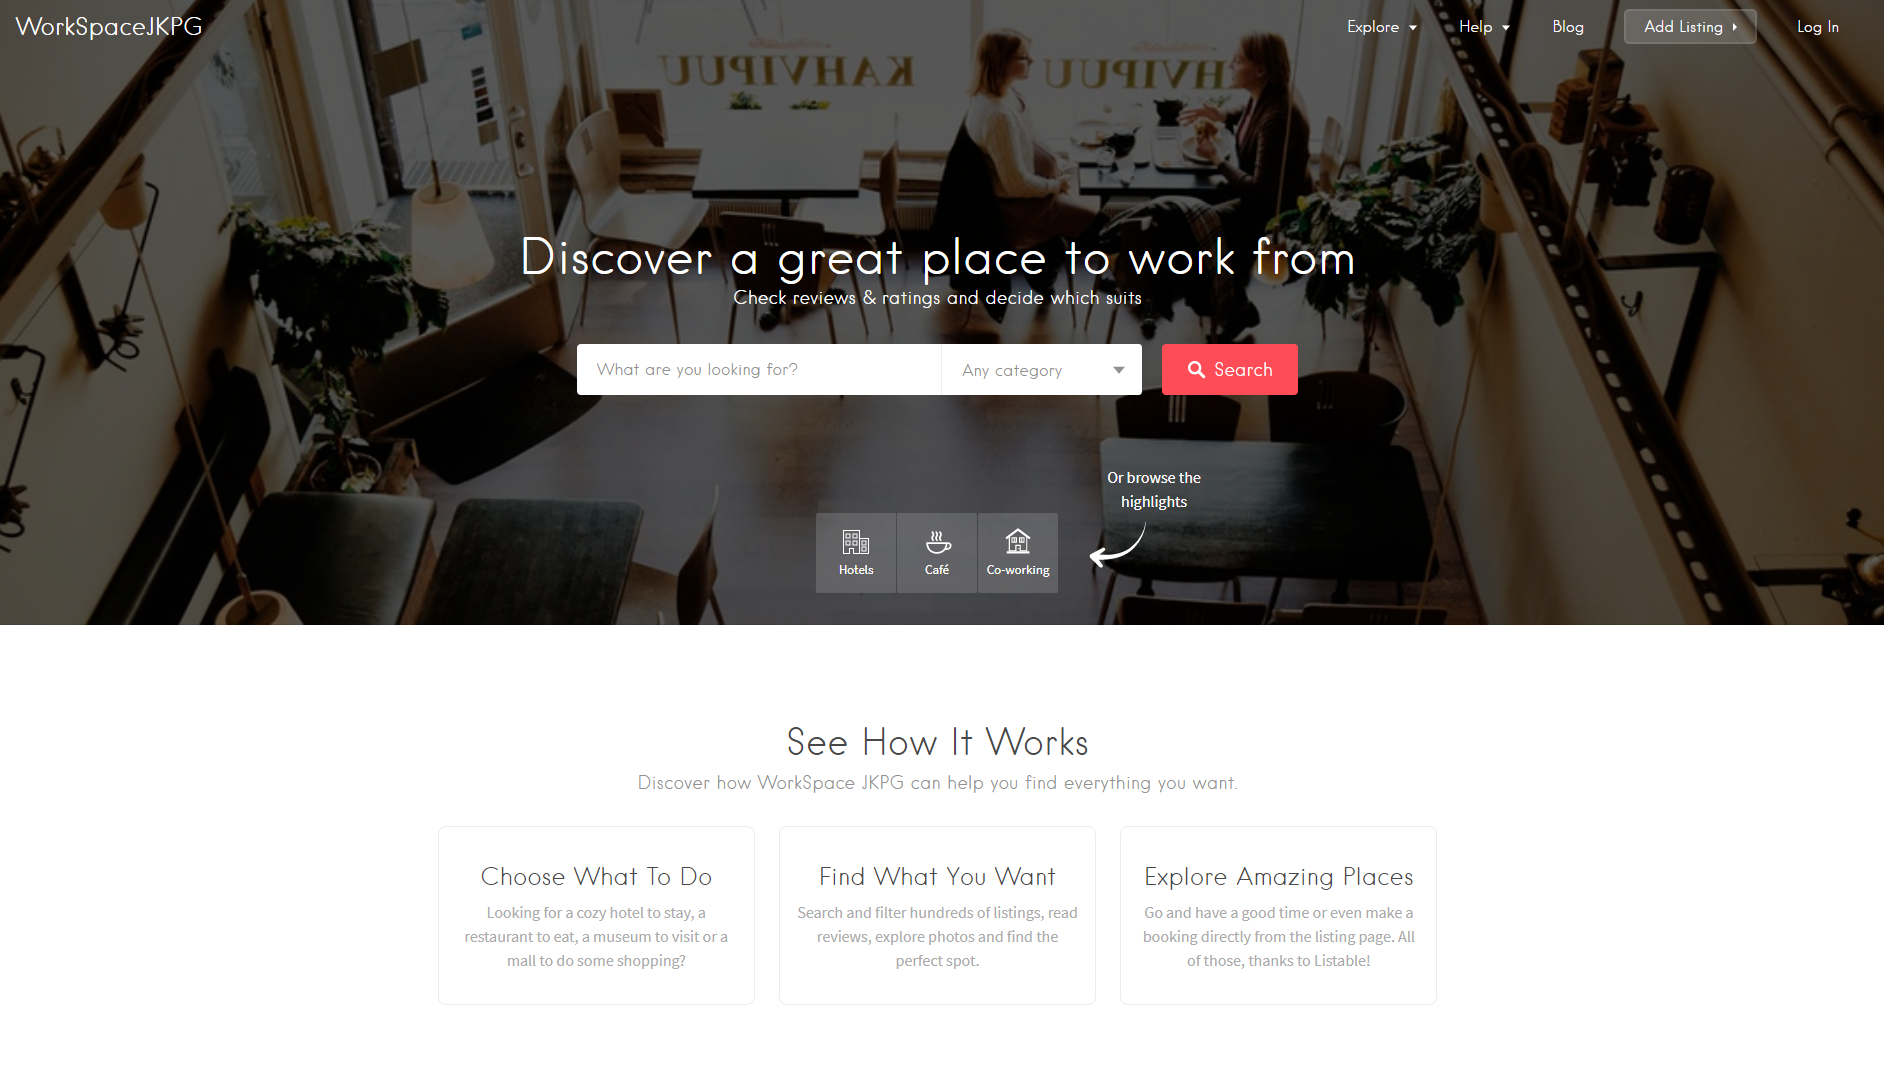 WorkSpaceJKPG
Explore
Help
Blog
Add Listing
Log In
KAHVIPUU
KAHVIPUU
Discover a great place to work from
Check reviews & ratings and decide which suits
What are you looking for?
Any category
Search
Or browse the
highlights
Hotels
Café
Co-working
See How It Works
Discover how WorkSpace JKPG can help you find everything you want.
Choose What To Do
Looking for a cozy hotel to stay, a
restaurant to eat, a museum to visit or a
mall to do some shopping?
Find What You Want
Search and filter hundreds of listings, read
reviews, explore photos and find the
perfect spot.
Explore Amazing Places
Go and have a good time or even make a
booking directly from the listing page. All
of those, thanks to Listable!